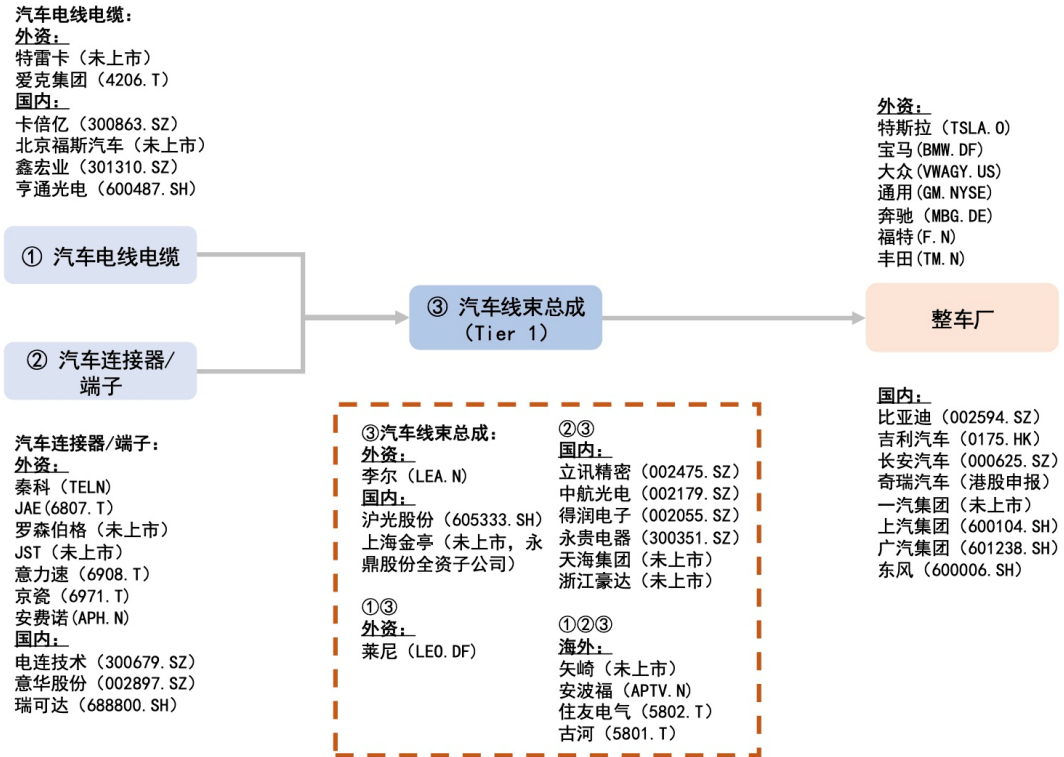 汽车电线电缆：
外资：
特雷卡（未上市）
爱克集团（4206.T）
国内：
卡倍亿（300863.SZ）
北京福斯汽车（未上市）
鑫宏业（301310.SZ）
亨通光电（600487.SH）
① 汽车电线电缆
② 汽车连接器/
端子
汽车连接器/端子：
外资：
秦科（TELN）
JAE(6807.T)
罗森伯格（未上市）
JST（未上市）
意力速（6908.T）
京瓷（6971.T）
安费诺(APH.N)
国内：
电连技术（300679.SZ）
意华股份（002897.SZ）
瑞可达（688800.SH）
③ 汽车线束总成
(Tier 1)
③汽车线束总成：
外资：
李尔（LEA.N）
国内：
沪光股份（605333.SH）
上海金亭（未上市，永
鼎股份全资子公司）
①③
外资：
莱尼（LEO.DF）
②③
国内：
立讯精密（002475.SZ）
中航光电（002179.SZ）
得润电子（002055.SZ）
永贵电器（300351.SZ）
天海集团（未上市）
浙江豪达（未上市）
①②③
海外：
矢崎（未上市）
安波福（APTV.N）
住友电气（5802.T）
古河（5801.T）
外资：
特斯拉（TSLA.O）
宝马(BMW.DF)
大众(VWAGY.US)
通用(GM.NYSE)
奔驰（MBG.DE）
福特(F.N)
丰田(TM.N)
整车厂
国内：
比亚迪（002594.SZ）
吉利汽车（0175.HK）
长安汽车（000625.SZ）
奇瑞汽车（港股申报）
一汽集团（未上市）
上汽集团（600104.SH）
广汽集团（601238.SH）
东风（600006.SH）